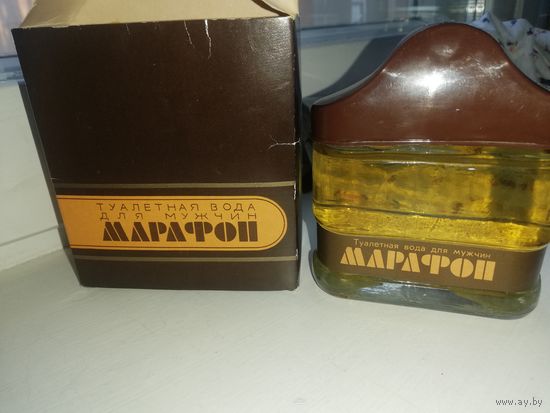 ТУАЛЕТНАЯ ВОДА
ДЛЯ МУЖЧИН
МАРАФОН
Туалетная вода для мужчин
МАРАФОН
www.ay.by